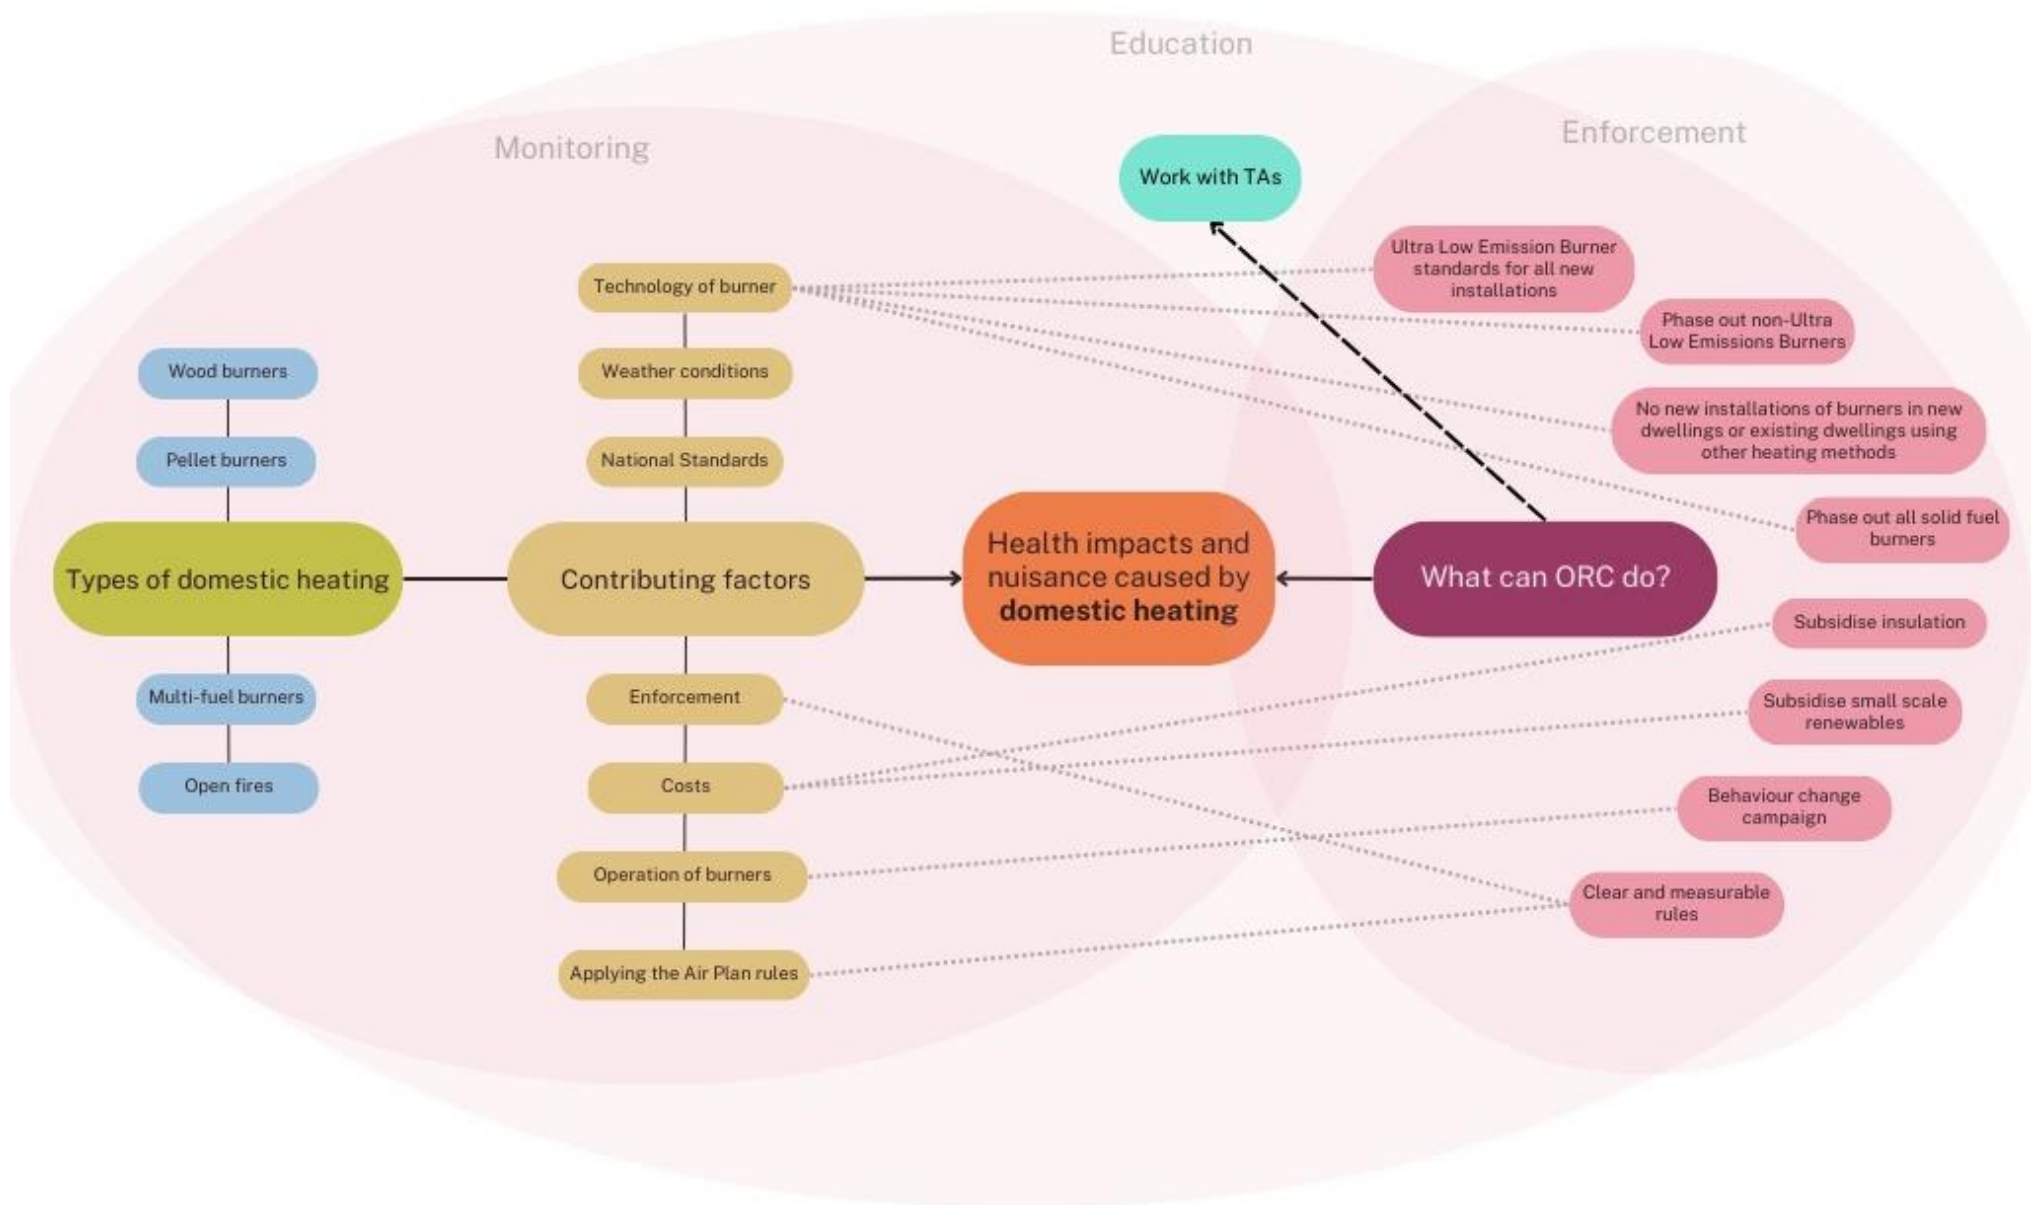 Education
Monitoring
Enforcement
Work with TAs
Ultra Low Emission Burner
standards for all new
installations
Technology of burner
Phase out non-Ultra
Low Emissions Burners
Wood burners
Weather conditions
No new installations of burners in new
dwellings or existing dwellings using
other heating methods
Pellet burners
National Standards
Phase out all solid fuel
burners
Types of domestic heating
Contributing factors
Health impacts and
nuisance caused by
domestic heating
What can ORC do?
Subsidise insulation
Multi-fuel burners
Enforcement
Subsidise small scale
renewables
Open fires
Costs
Behaviour change
campaign
Operation of burners
Clear and measurable
rules
Applying the Air Plan rules